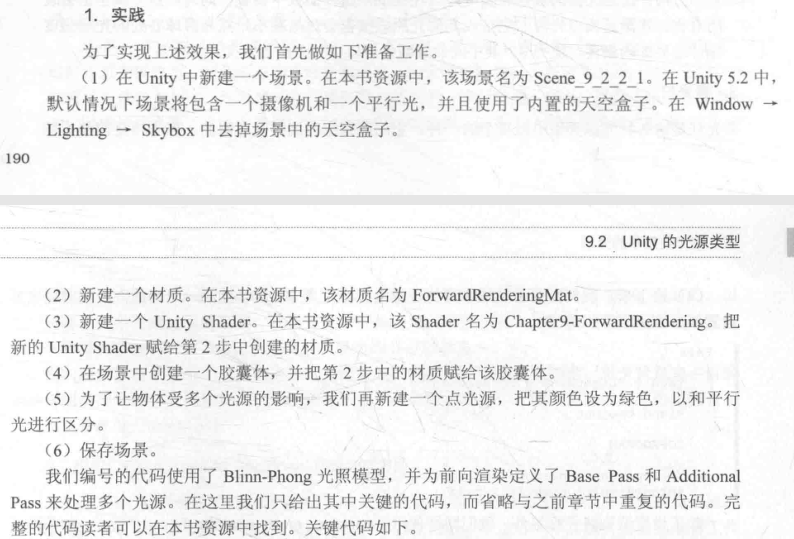 1. 实践
为了实现上述效果，我们首先做如下准备工作。
（1）在 Unity 中新建一个场景。在本书资源中，该场景名为 Scene_9_2_2_1。在 Unity 5.2 中，
默认情况下场景将包含一个摄像机和一个平行光，并且使用了内置的天空盒子。在 Window →
Lighting → Skybox 中去掉场景中的天空盒子。
190
9.2 Unity 的光源类型
（2）新建一个材质。在本书资源中，该材质名为 ForwardRenderingMat。
（3）新建一个 Unity Shader。在本书资源中，该 Shader 名为 Chapter9-ForwardRendering。把
新的 Unity Shader 赋给第 2 步中创建的材质。
（4）在场景中创建一个胶囊体，并把第 2 步中的材质赋给该胶囊体。
（5）为了让物体受多个光源的影响，我们再新建一个点光源，把其颜色设为绿色，以和平行
光进行区分。
（6）保存场景。
我们编号的代码使用了 Blinn-Phong 光照模型，并为前向渲染定义了 Base Pass 和 Additional
Pass 来处理多个光源。在这里我们只给出其中关键的代码，而省略与之前章节中重复的代码。完
整的代码读者可以在本书资源中找到。关键代码如下。